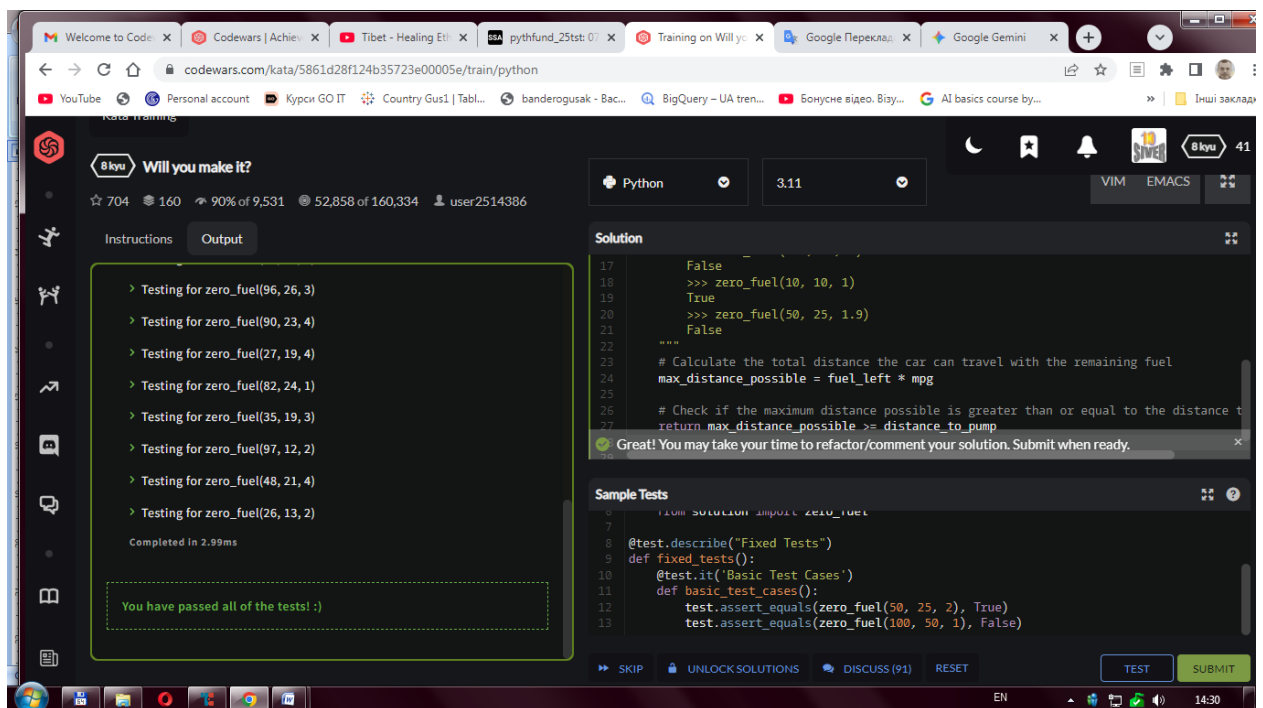 Welcome to Code
Codewars | Achiev
Tibet - Healing Eth
SSA pythfund_25tst: 07
Training on Will yo
Google Переклад
Google Gemini
codewars.com/kata/5861d28f124b35723e00005e/train/python
YouTube
Personal account
Курси GO IT
Country Gus1 | Tabl...
banderogusak - Bac...
BigQuery – UA tren...
Бонусне відео. Візу...
AI basics course by...
»
Інші заклад
Kata Training
8 kyu Will you make it?
704 160 90% of 9,531 52,858 of 160,334 user2514386
SIVER
8 kyu 41
Python 3.11
VIM EMACS
Instructions Output
Testing for zero_fuel(96, 26, 3)
Testing for zero_fuel(90, 23, 4)
Testing for zero_fuel(27, 19, 4)
Testing for zero_fuel(82, 24, 1)
Testing for zero_fuel(35, 19, 3)
Testing for zero_fuel(97, 12, 2)
Testing for zero_fuel(48, 21, 4)
Testing for zero_fuel(26, 13, 2)
Completed in 2.99ms
You have passed all of the tests! :)
Solution
17 False
18 >>> zero_fuel(10, 10, 1)
19 True
20 >>> zero_fuel(50, 25, 1.9)
21 False
22 """
23 # Calculate the total distance the car can travel with the remaining fuel
24 max_distance_possible = fuel_left * mpg
25
26 # Check if the maximum distance possible is greater than or equal to the distance t
27 return max_distance_possible >= distance_to_pump
Great! You may take your time to refactor/comment your solution. Submit when ready.
Sample Tests
6 from solution import zero_fuel
7
8 @test.describe("Fixed Tests")
9 def fixed_tests():
10 @test.it('Basic Test Cases')
11 def basic_test_cases():
12 test.assert_equals(zero_fuel(50, 25, 2), True)
13 test.assert_equals(zero_fuel(100, 50, 1), False)
SKIP UNLOCK SOLUTIONS DISCUSS (91) RESET TEST SUBMIT
EN 14:30